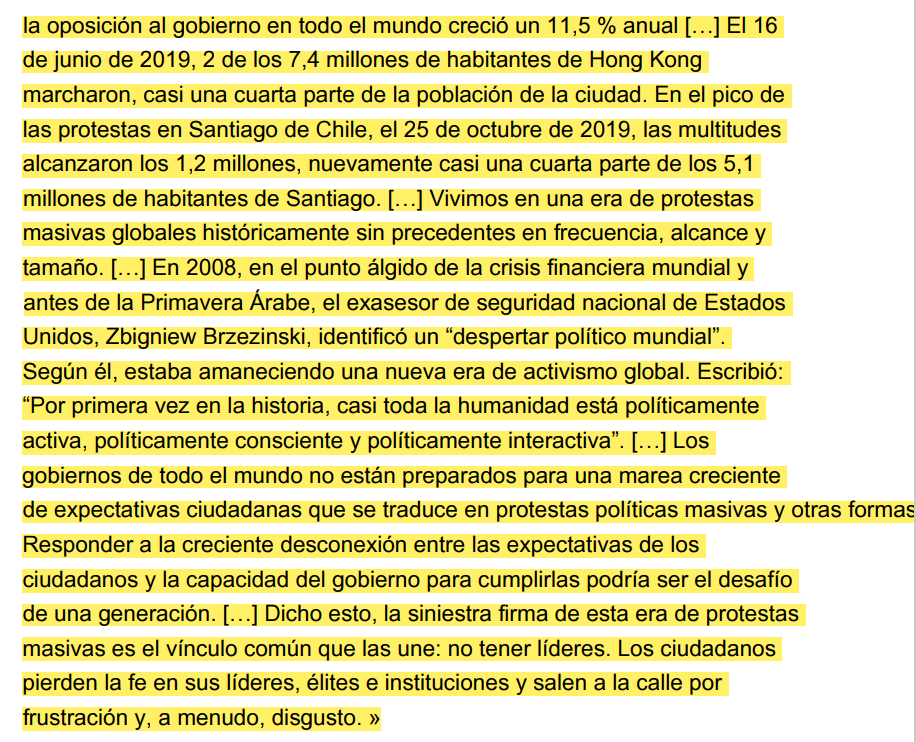 la oposición al gobierno en todo el mundo creció un 11,5 % anual […] El 16
de junio de 2019, 2 de los 7,4 millones de habitantes de Hong Kong
marcharon, casi una cuarta parte de la población de la ciudad. En el pico de
las protestas en Santiago de Chile, el 25 de octubre de 2019, las multitudes
alcanzaron los 1,2 millones, nuevamente casi una cuarta parte de los 5,1
millones de habitantes de Santiago. […] Vivimos en una era de protestas
masivas globales históricamente sin precedentes en frecuencia, alcance y
tamaño. […] En 2008, en el punto álgido de la crisis financiera mundial y
antes de la Primavera Árabe, el exasesor de seguridad nacional de Estados
Unidos, Zbigniew Brzezinski, identificó un “despertar político mundial”.
Según él, estaba amaneciendo una nueva era de activismo global. Escribió:
“Por primera vez en la historia, casi toda la humanidad está políticamente
activa, políticamente consciente y políticamente interactiva”. […] Los
gobiernos de todo el mundo no están preparados para una marea creciente
de expectativas ciudadanas que se traduce en protestas políticas masivas y otras formas
Responder a la creciente desconexión entre las expectativas de los
ciudadanos y la capacidad del gobierno para cumplirlas podría ser el desafío
de una generación. […] Dicho esto, la siniestra firma de esta era de protestas
masivas es el vínculo común que las une: no tener líderes. Los ciudadanos
pierden la fe en sus líderes, élites e instituciones y salen a la calle por
frustración y, a menudo, disgusto. »